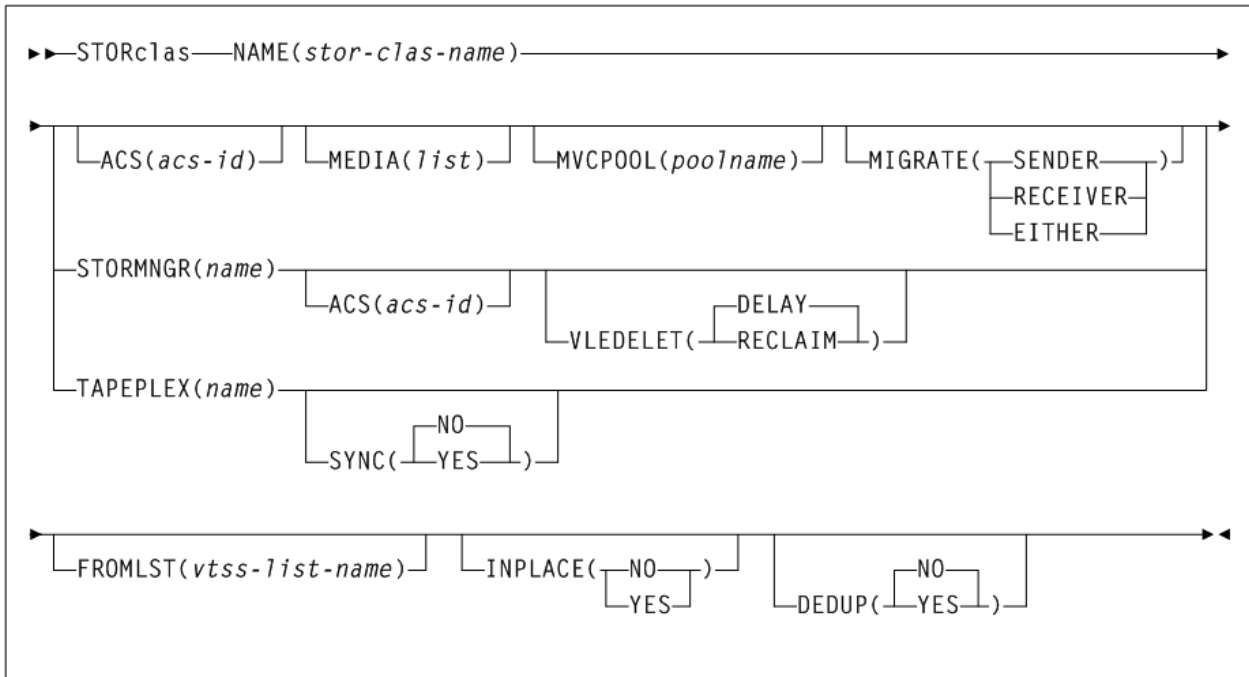 STORclas NAME(stor-clas-name)
ACS(acs-id) MEDIA(list) MVCPOOL(poolname) MIGRATE( SENDER )
RECEIVER
EITHER
STORMNGR(name)
ACS(acs-id) DELAY
VLEDELET( RECLAIM )
TAPEPLEX(name)
NO
SYNC( YES )
FROMLST(vtss-list-name) INPLACE( NO ) NO
YES DEDUP( YES )